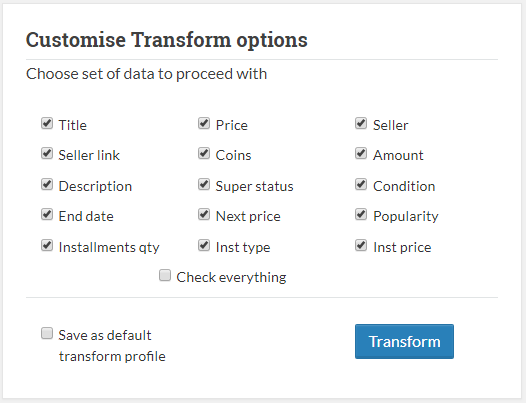 Customise Transform options
Choose set of data to proceed with
Title Price Seller
Seller link Coins Amount
Description Super status Condition
End date Next price Popularity
Installments qty Inst type Inst price
Check everything
Save as default
transform profile
Transform